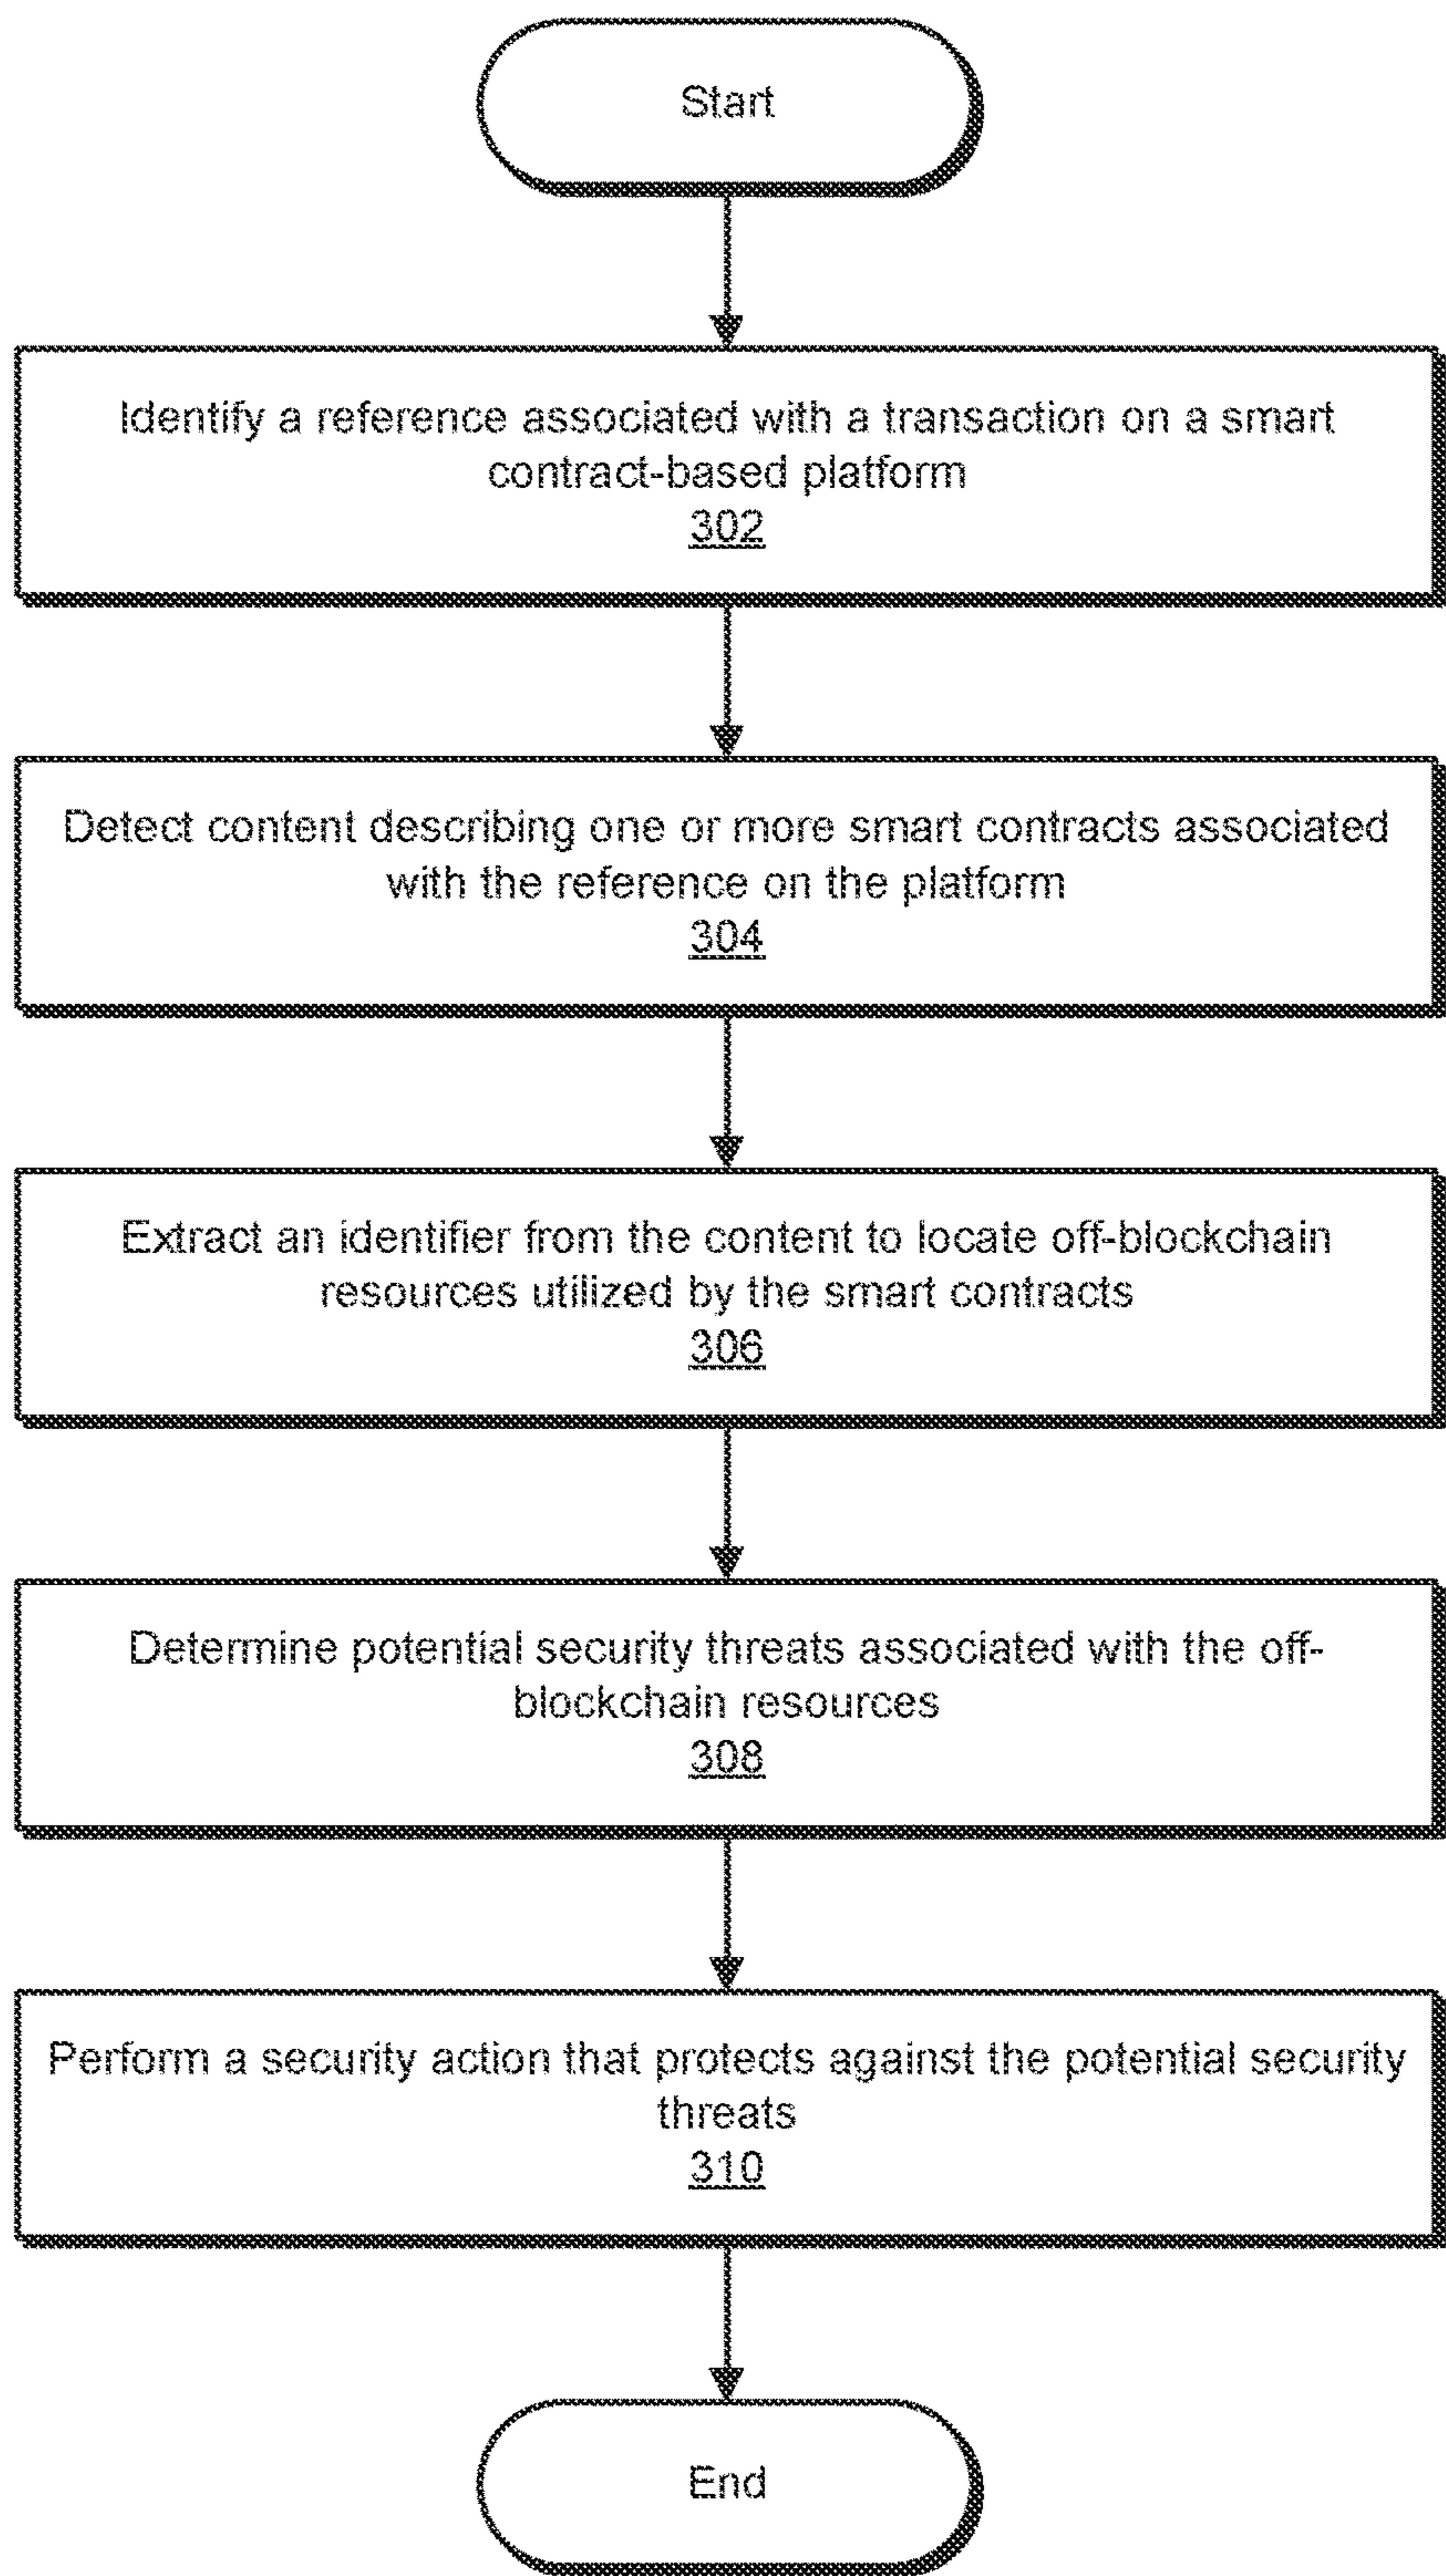 Start
Identify a reference associated with a transaction on a smart
contract-based platform
302
Detect content describing one or more smart contracts associated
with the reference on the platform
304
Extract an identifier from the content to locate off-blockchain
resources utilized by the smart contracts
306
Determine potential security threats associated with the off-
blockchain resources
308
Perform a security action that protects against the potential security
threats
310
End